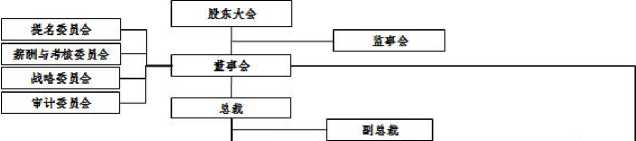 股东大会
提名委员会
监事会
薪酬与考核委员会
董事会
战略委员会
审计委员会
总裁
副总裁